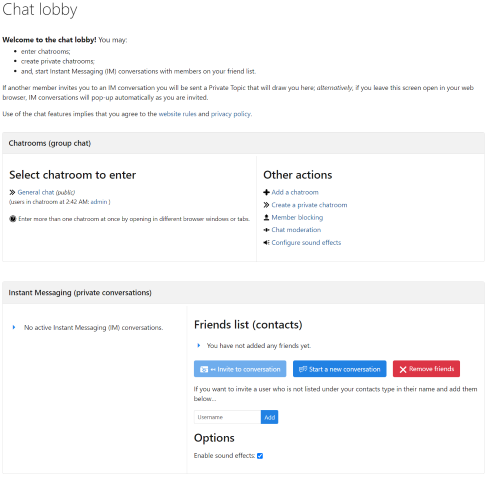 Chat lobby
Welcome to the chat lobby! You may:
enter chatrooms;
create private chatrooms;
and, start Instant Messaging (IM) conversations with members on your friend list.
If another member invites you to an IM conversation you will be sent a Private Topic that will draw you here; alternatively, if you leave this screen open in your web
browser, IM conversations will pop-up automatically as you are invited.
Use of the chat features implies that you agree to the website rules and privacy policy.
Chatrooms (group chat)
Select chatroom to enter
General chat (public)
(users in chatroom at 2:42 AM: admin )
Enter more than one chatroom at once by opening in different browser windows or tabs.
Other actions
Add a chatroom
Create a private chatroom
Member blocking
Chat moderation
Configure sound effects
Instant Messaging (private conversations)
No active Instant Messaging (IM) conversations.
Friends list (contacts)
You have not added any friends yet.
Invite to conversation
Start a new conversation
Remove friends
If you want to invite a user who is not listed under your contacts type in their name and add them
below...
Username
Add
Options
Enable sound effects: